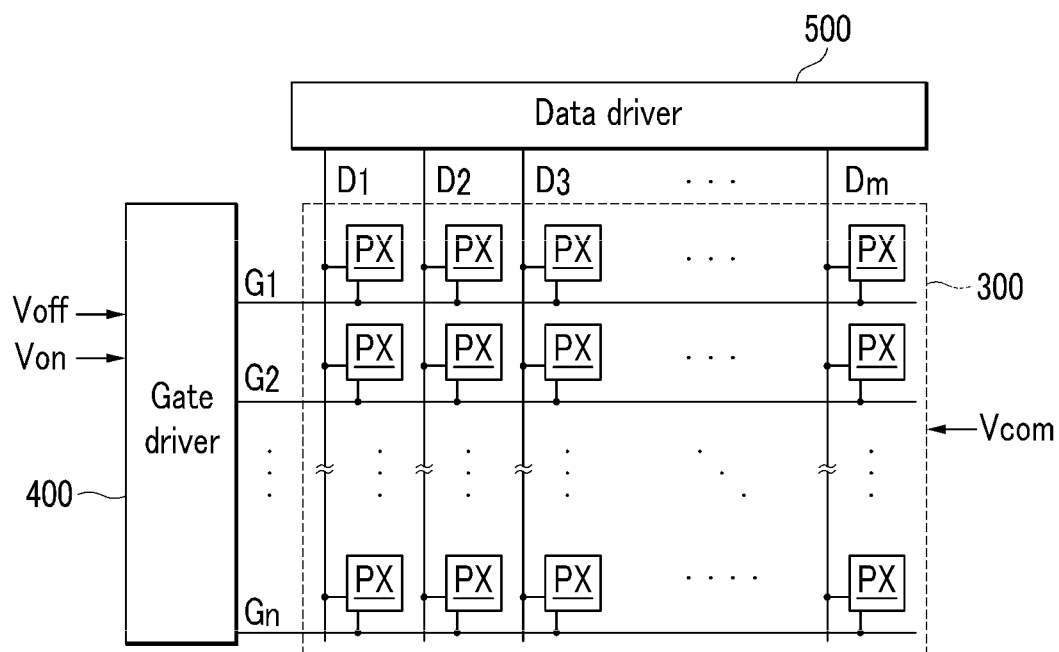 500
Data driver
D1 D2 D3 . . . Dm
PX PX PX . . . PX
G1
300
Voff
PX PX PX . . . PX
Von
G2
Gate
driver
Vcom
400
PX PX PX . . . . PX
Gn